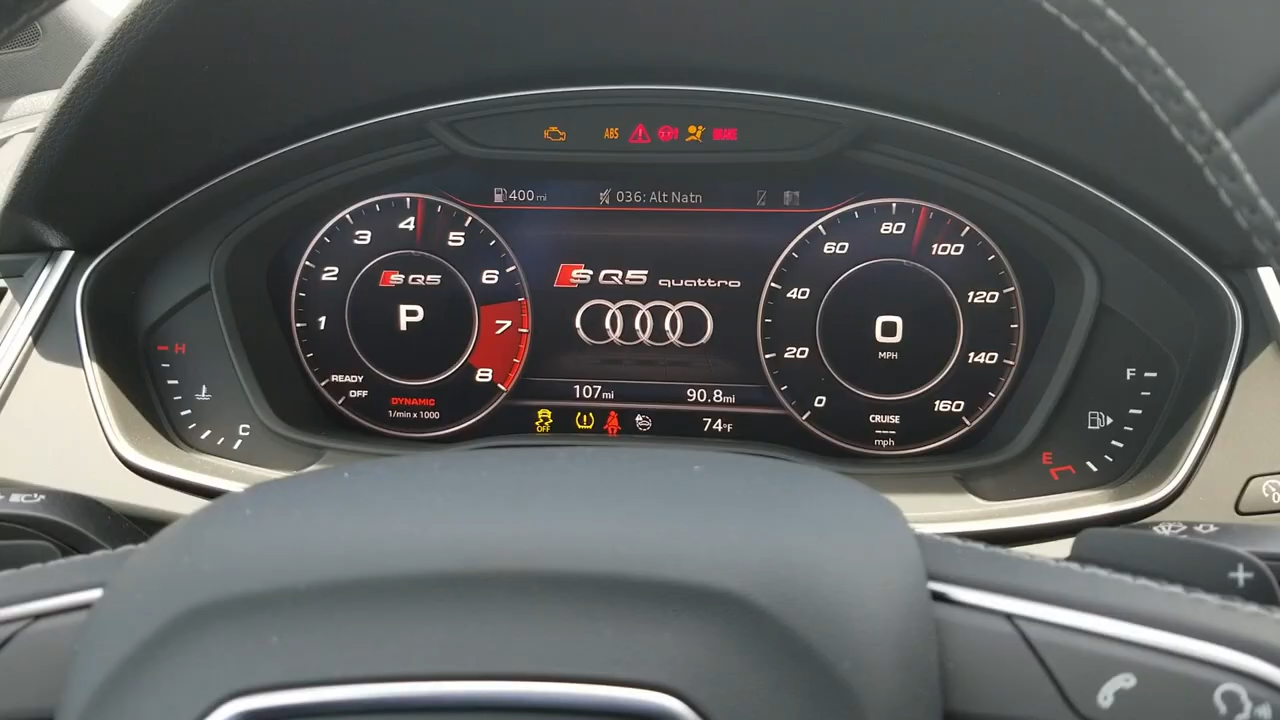 ABS BRAKE
400 mi 036: Alt Natn
1 2 3 4 5 6 7 8
SQ5
P
READY
OFF
DYNAMIC
1/min x 1000
SQ5 quattro
107 mi 90.8 mi
OFF 74°F
0 20 40 60 80 100 120 140 160
0
MPH
CRUISE
---
mph
H
C
F
E
+